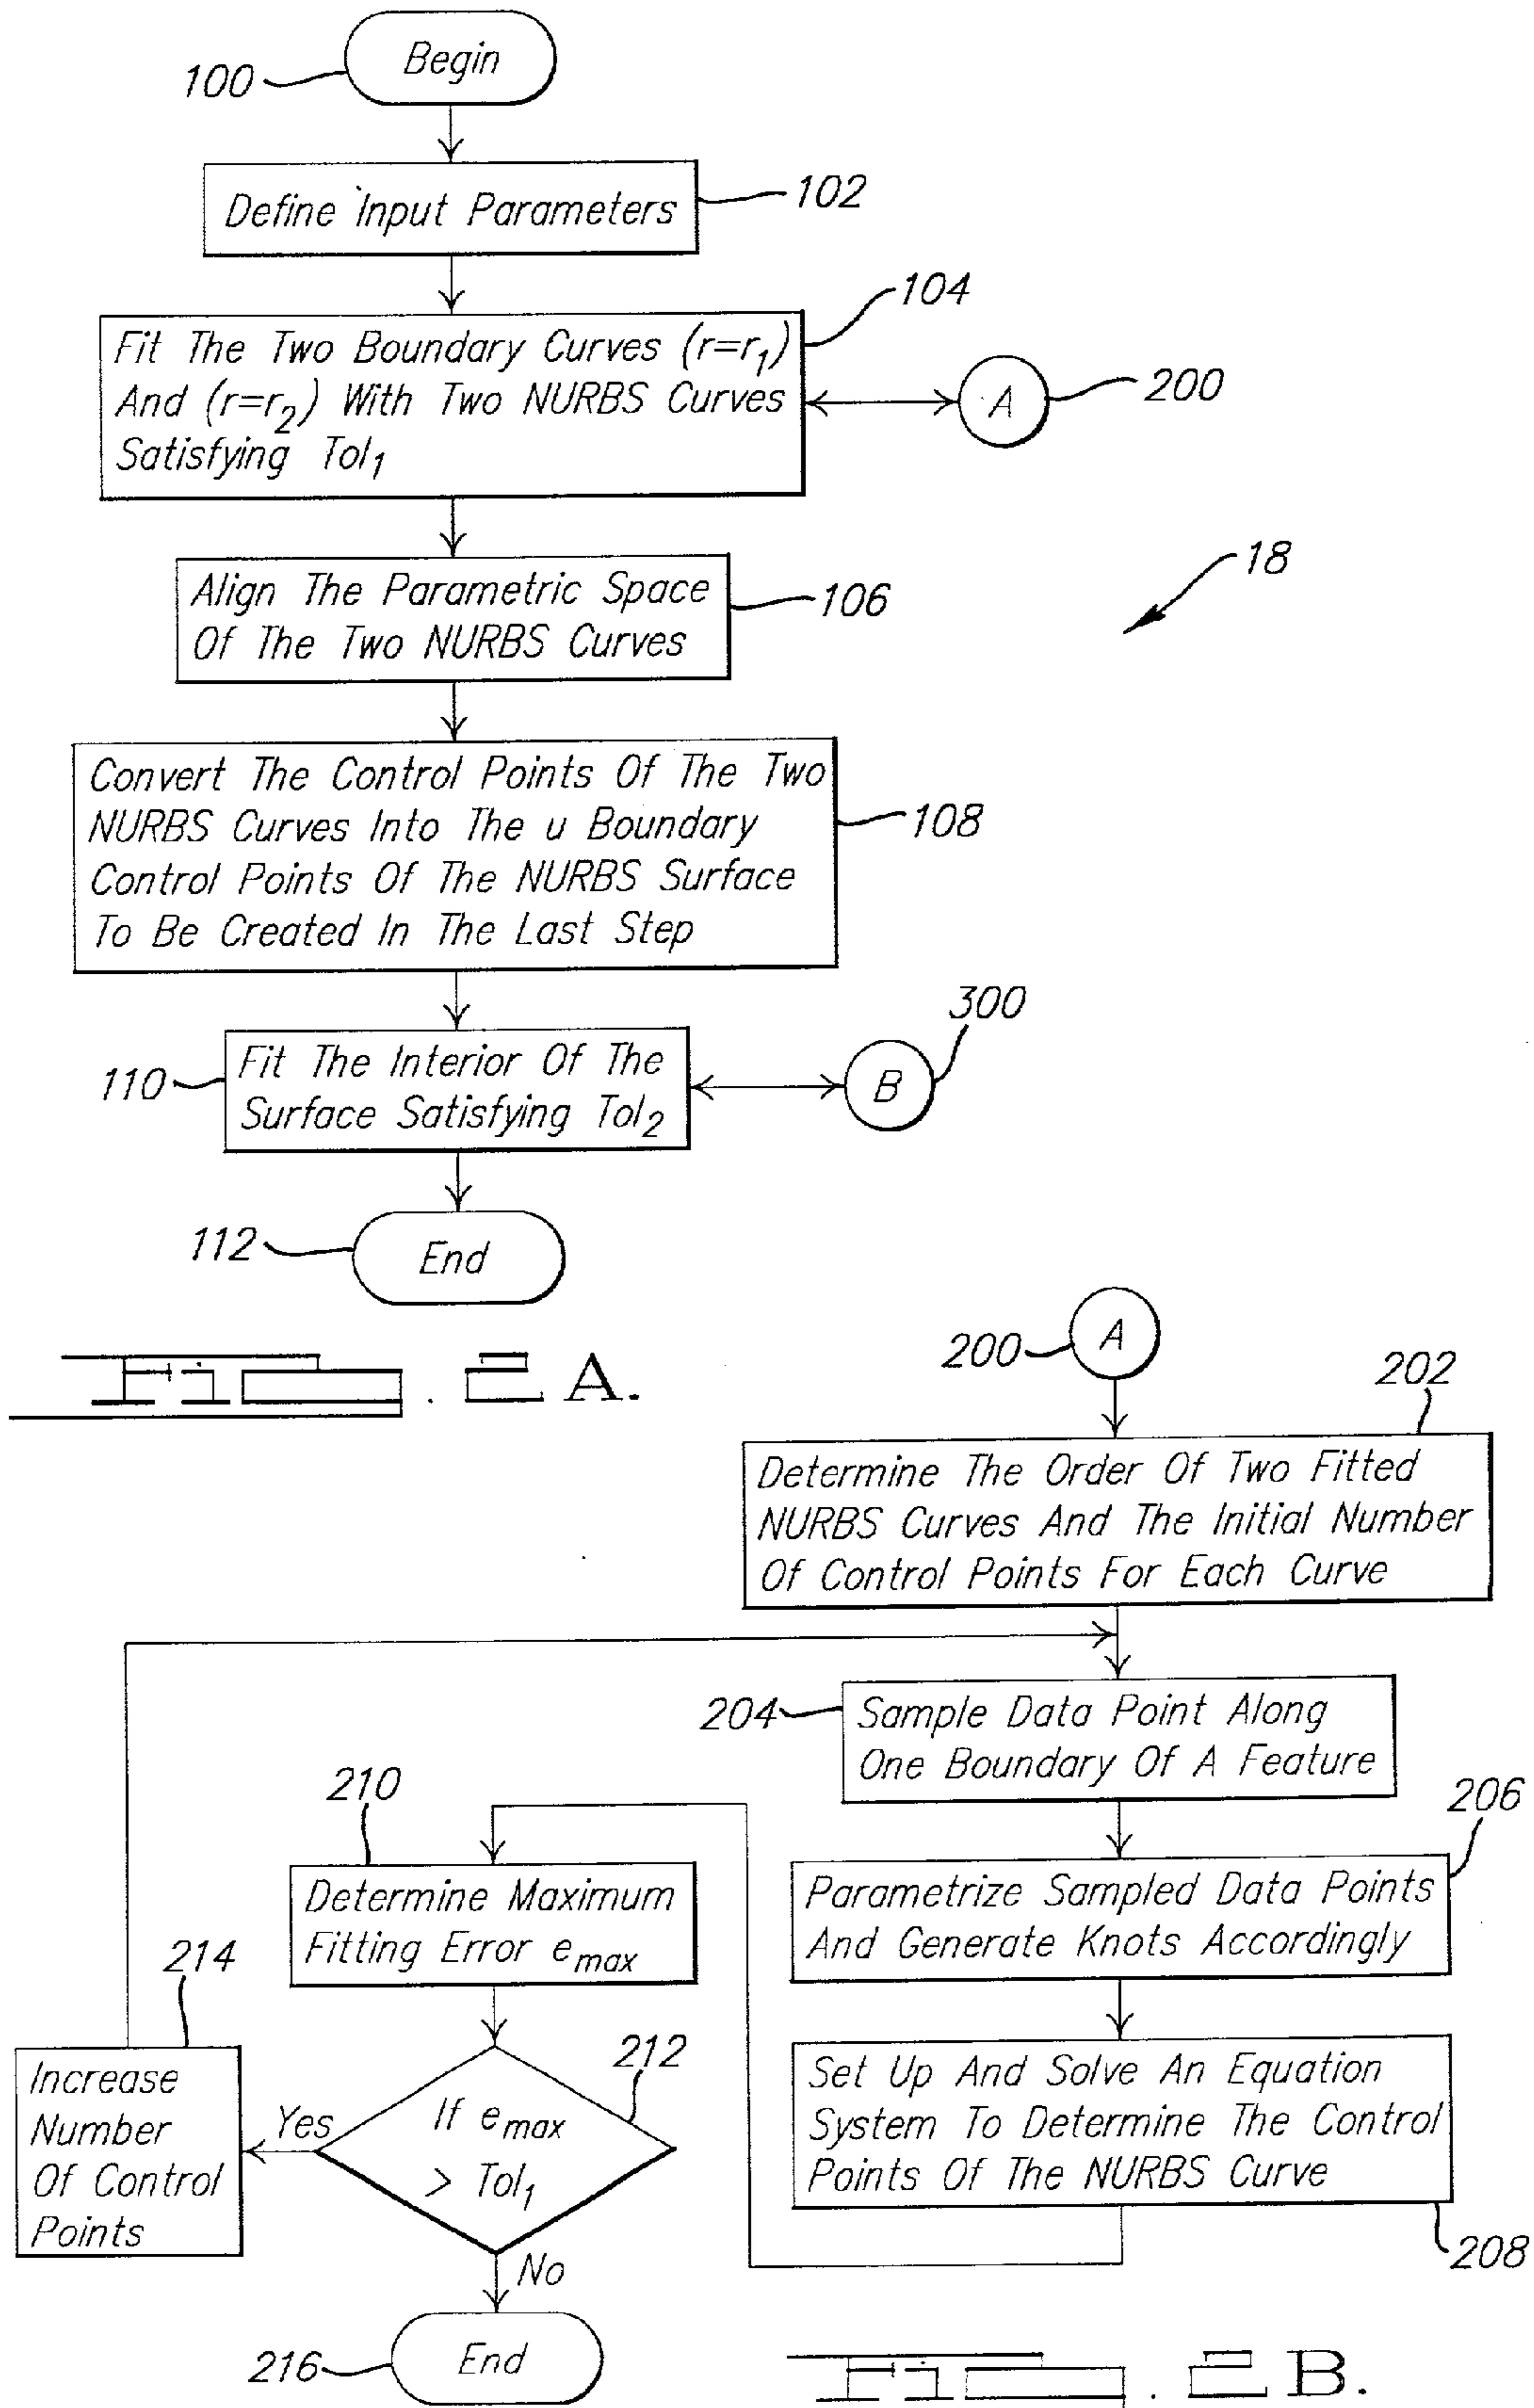 Begin
100
Define Input Parameters
102
104
Fit The Two Boundary Curves (r=r1)
And (r=r2) With Two NURBS Curves
Satisfying Tol1
A
200
Align The Parametric Space
Of The Two NURBS Curves
106
18
Convert The Control Points Of The Two
NURBS Curves Into The u Boundary
Control Points Of The NURBS Surface
To Be Created In The Last Step
108
110
Fit The Interior Of The
Surface Satisfying Tol2
B
300
112
End
FIG. 2A.
200
A
202
Determine The Order Of Two Fitted
NURBS Curves And The Initial Number
Of Control Points For Each Curve
204
Sample Data Point Along
One Boundary Of A Feature
206
Parametrize Sampled Data Points
And Generate Knots Accordingly
Set Up And Solve An Equation
System To Determine The Control
Points Of The NURBS Curve
208
210
Determine Maximum
Fitting Error emax
212
If emax
> Tol1
Yes
214
Increase
Number
Of Control
Points
No
216
End
FIG. 2B.